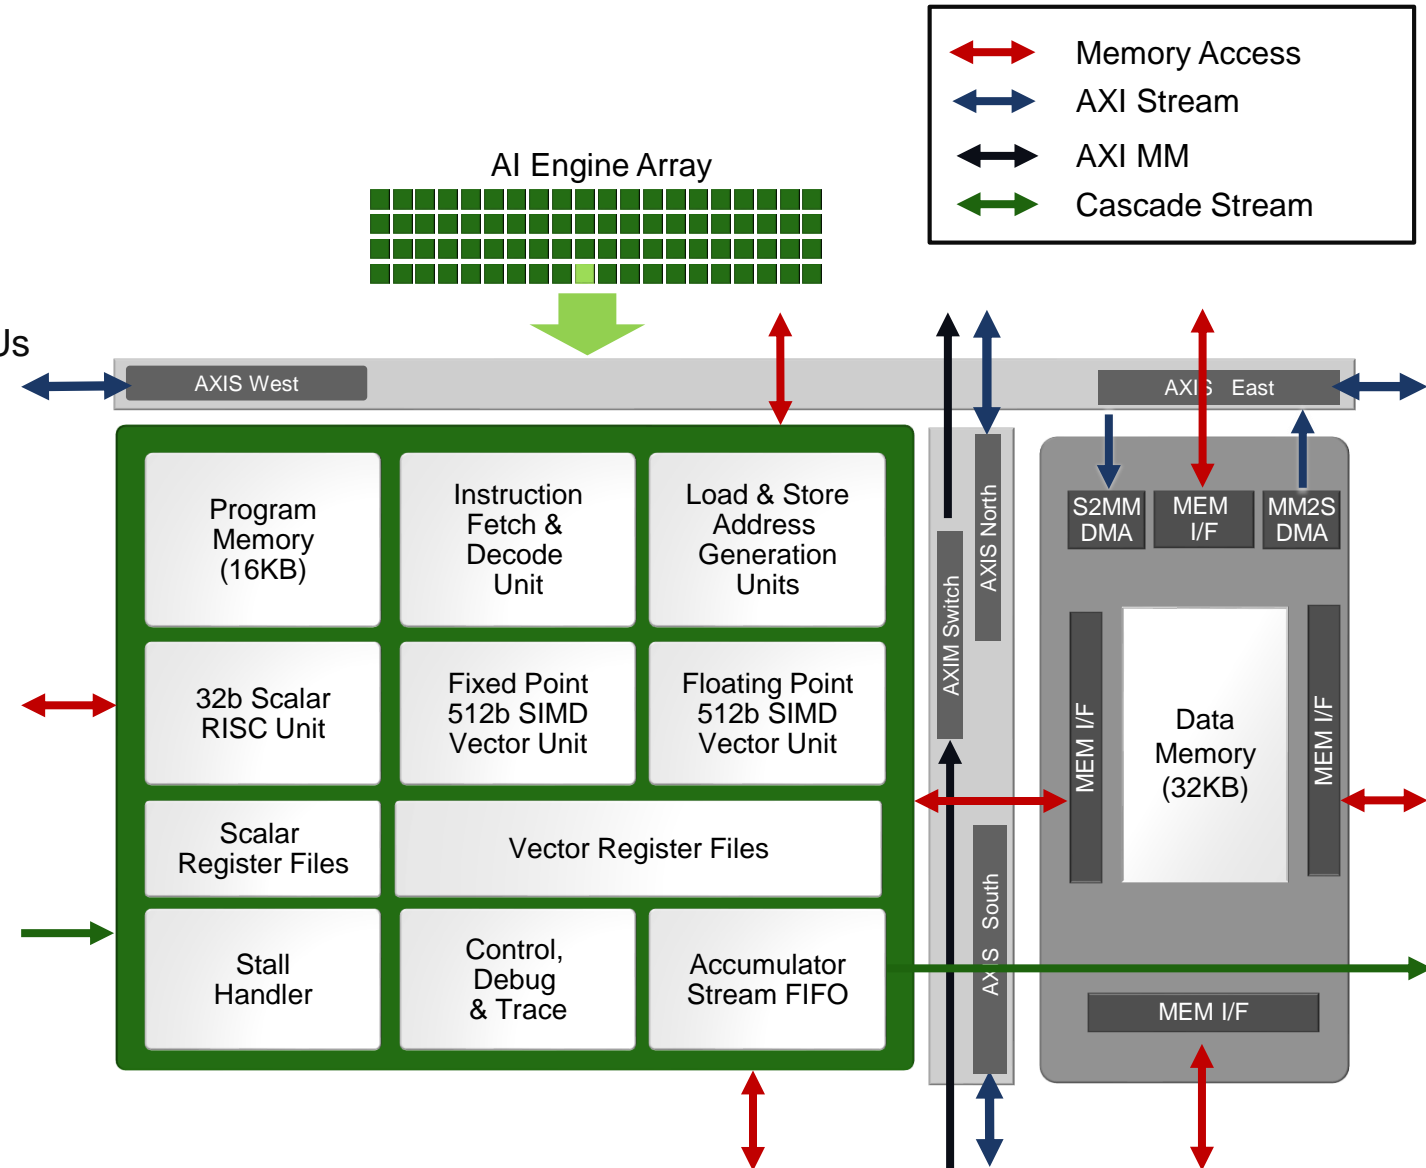 Memory Access
AXI Stream
AXI MM
Cascade Stream
AI Engine Array
Us
AXIS West
AXIS East
Program
Memory
(16KB)
Instruction
Fetch &
Decode
Unit
Load & Store
Address
Generation
Units
32b Scalar
RISC Unit
Fixed Point
512b SIMD
Vector Unit
Floating Point
512b SIMD
Vector Unit
Scalar
Register Files
Vector Register Files
Stall
Handler
Control,
Debug
& Trace
Accumulator
Stream FIFO
AXIM Switch
AXIS North
AXIS South
S2MM
DMA
MEM
I/F
MM2S
DMA
MEM I/F
Data
Memory
(32KB)
MEM I/F
MEM I/F